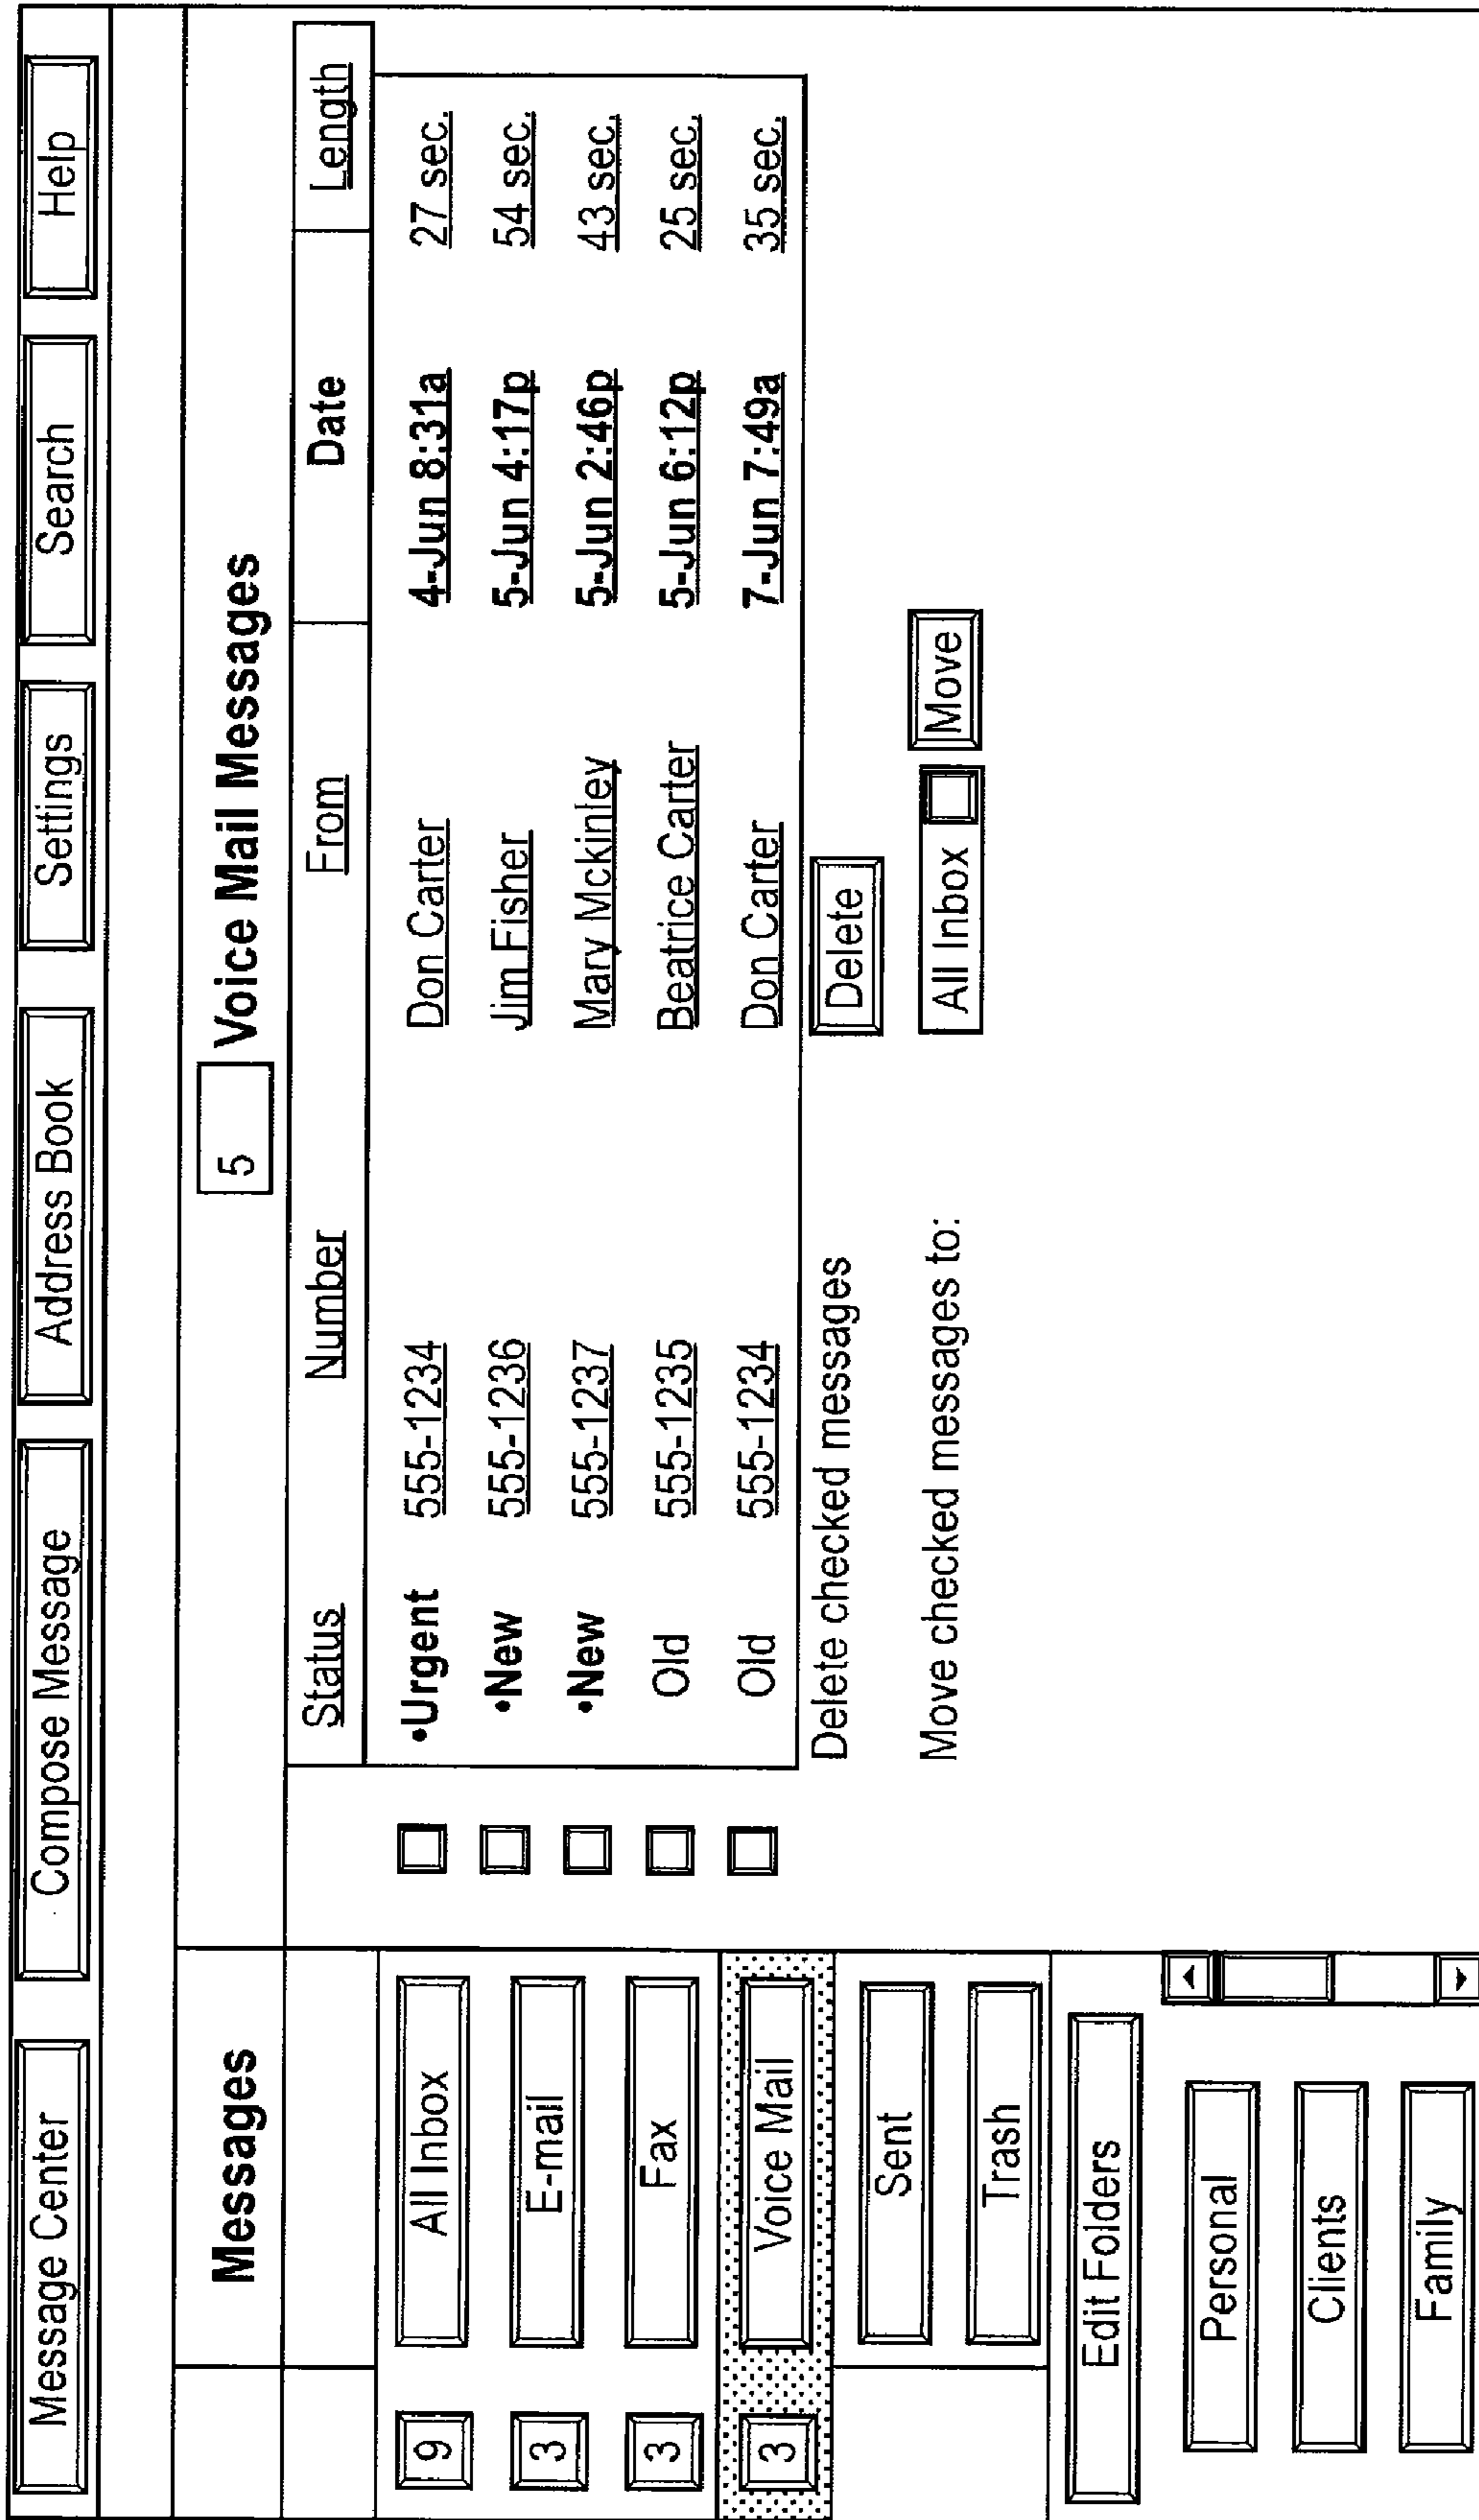 Message Center Compose Message Address Book Settings Search Help
Messages 5 Voice Mail Messages
Status Number From Date Length
9 All Inbox •Urgent 555-1234 Don Carter 4-Jun 8:31a 27 sec.
3 E-mail •New 555-1236 Jim Fisher 5-Jun 4:17p 54 sec.
•New 555-1237 Mary Mckinley 5-Jun 2:46p 43 sec.
3 Fax Old 555-1235 Beatrice Carter 5-Jun 6:12p 25 sec.
3 Voice Mail Old 555-1234 Don Carter 7-Jun 7:49a 35 sec.
Delete checked messages Delete
Sent
Move checked messages to: All Inbox Move
Trash
Edit Folders
Personal
Clients
Family